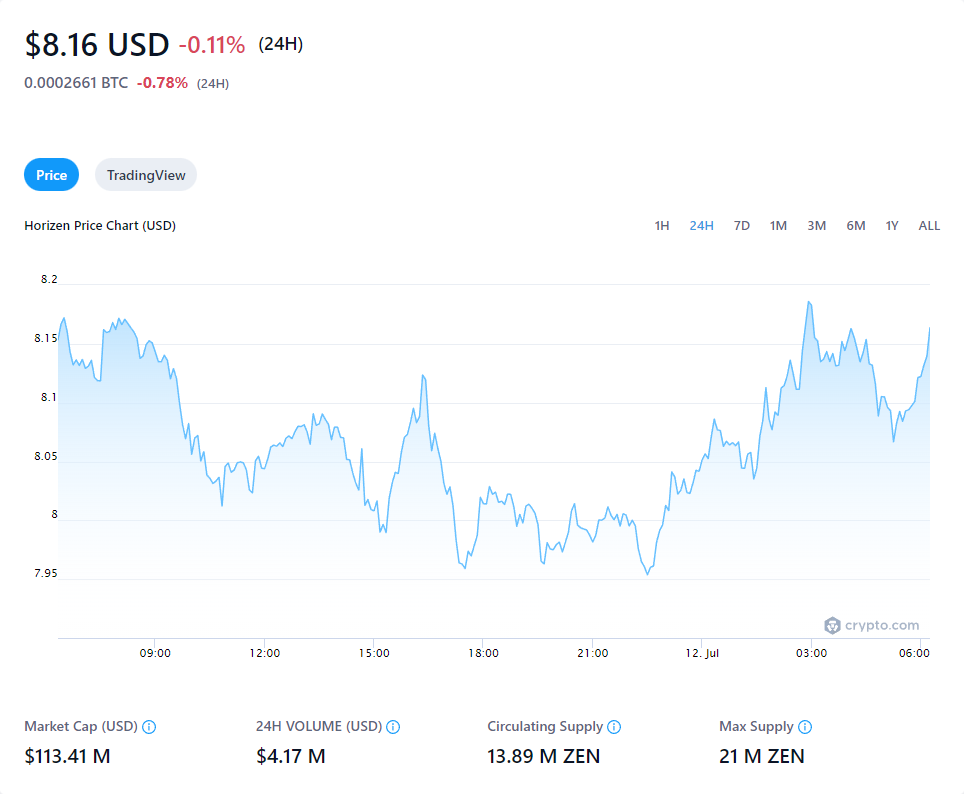 $8.16 USD -0.11% (24H)
0.0002661 BTC -0.78% (24H)
Price TradingView
Horizen Price Chart (USD) 1H 24H 7D 1M 3M 6M 1Y ALL
8.2
8.15
8.1
8.05
8
7.95
crypto.com
09:00 12:00 15:00 18:00 21:00 12. Jul 03:00 06:00
Market Cap (USD) 24H VOLUME (USD) Circulating Supply Max Supply
$113.41 M $4.17 M 13.89 M ZEN 21 M ZEN